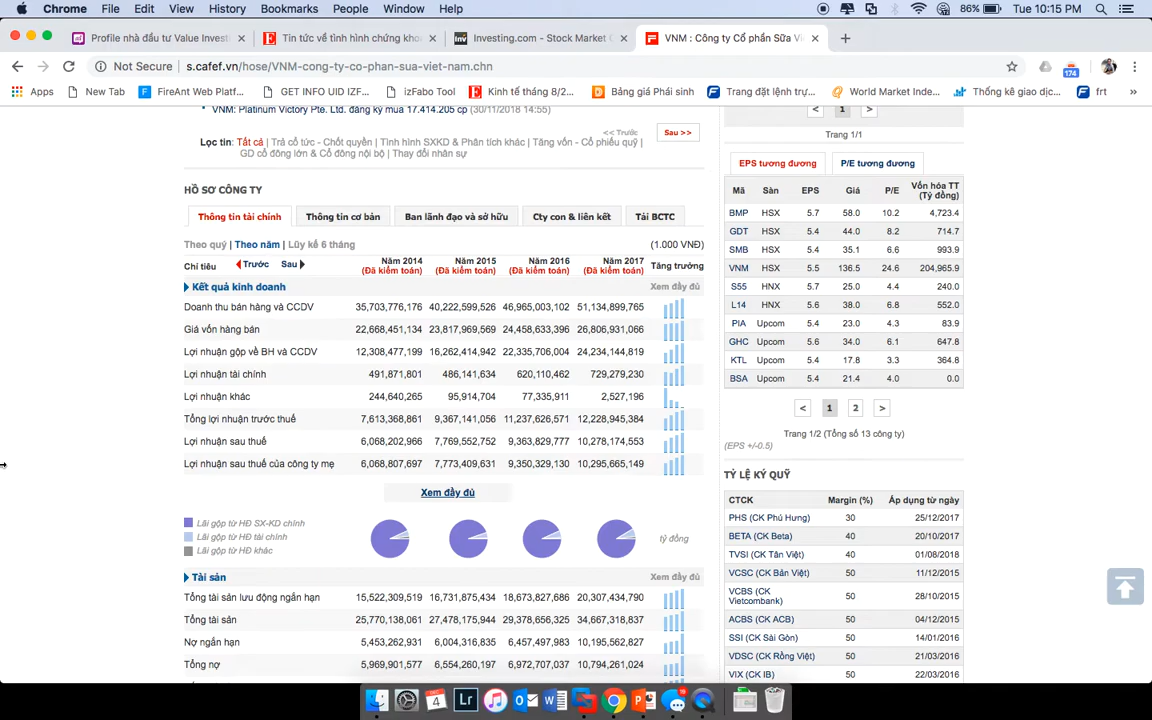 Chrome File Edit View History Bookmarks People Window Help 86% Tue 10:15 PM
Profile nhà đầu tư Value Investi × Tin tức về tình hình chứng khoá × Investing.com - Stock Market Q × VNM : Công ty Cổ phần Sữa Vi ×
Not Secure s.cafef.vn/hose/VNM-cong-ty-co-phan-sua-viet-nam.chn 174
Apps New Tab FireAnt Web Platf... GET INFO UD IZF... izFabo Tool Kinh tế tháng 8/2... Bảng giá Phái sinh Trang đặt lệnh trự... World Market Inde... Thống kê giao dịc... frt »
VNM: Platinum Victory Pte. Ltd. đăng ký mua 17.414.205 cp (30/11/2018 14:55)
Lọc tin: Tất cả | Trả cổ tức - Chốt quyền | Tình hình SXKD & Phân tích khác | Tăng vốn - Cổ phiếu quỹ |
GD cổ đông lớn & Cổ đông nội bộ | Thay đổi nhân sự
<< Trước Sau >>
HỒ SƠ CÔNG TY
Thông tin tài chính Thông tin cơ bản Ban lãnh đạo và sở hữu Cty con & liên kết Tải BCTC
Theo quý | Theo năm | Lũy kế 6 tháng (1.000 VNĐ)
Chỉ tiêu Trước Sau Năm 2014 Năm 2015 Năm 2016 Năm 2017 Tăng trưởng
(Đã kiểm toán) (Đã kiểm toán) (Đã kiểm toán) (Đã kiểm toán)
Kết quả kinh doanh Xem đầy đủ
Doanh thu bán hàng và CCDV 35,703,776,176 40,222,599,526 46,965,003,102 51,134,899,765
Giá vốn hàng bán 22,668,451,134 23,817,969,569 24,458,633,396 26,806,931,066
Lợi nhuận gộp về BH và CCDV 12,308,477,199 16,262,414,942 22,335,706,004 24,234,144,819
Lợi nhuận tài chính 491,871,801 486,141,634 620,110,462 729,279,230
Lợi nhuận khác 244,640,265 95,914,704 77,335,911 2,527,196
Tổng lợi nhuận trước thuế 7,613,368,861 9,367,141,056 11,237,626,571 12,228,945,384
Lợi nhuận sau thuế 6,068,202,966 7,769,552,752 9,363,829,777 10,278,174,553
Lợi nhuận sau thuế của công ty mẹ 6,068,807,697 7,773,409,631 9,350,329,130 10,295,665,149
Xem đầy đủ
Lãi gộp từ HĐ SX-KD chính
Lãi gộp từ HĐ tài chính
Lãi gộp từ HĐ khác
tỷ đồng
Tài sản Xem đầy đủ
Tổng tài sản lưu động ngắn hạn 15,522,309,519 16,731,875,434 18,673,827,686 20,307,434,790
Tổng tài sản 25,770,138,061 27,478,175,944 29,378,656,325 34,667,318,837
Nợ ngắn hạn 5,453,262,931 6,004,316,835 6,457,497,983 10,195,562,827
Tổng nợ 5,969,901,577 6,554,260,197 6,972,707,037 10,794,261,024
< 1 >
Trang 1/1
EPS tương đương P/E tương đương
Mã Sàn EPS Giá P/E Vốn hóa TT
(Tỷ đồng)
BMP HSX 5.7 58.0 10.2 4,723.4
GDT HSX 5.4 44.0 8.2 714.7
SMB HSX 5.4 35.1 6.6 993.9
VNM HSX 5.5 136.5 24.6 204,965.9
S55 HNX 5.7 25.0 4.4 240.0
L14 HNX 5.6 38.0 6.8 552.0
PIA Upcom 5.4 23.0 4.3 83.9
GHC Upcom 5.6 34.0 6.1 647.8
KTL Upcom 5.4 17.8 3.3 364.8
BSA Upcom 5.4 21.4 4.0 0.0
< 1 2 >
Trang 1/2 (Tổng số 13 công ty)
(EPS +/-0.5)
TỶ LỆ KÝ QUỸ
CTCK Margin (%) Áp dụng từ ngày
PHS (CK Phú Hưng) 30 25/12/2017
BETA (CK Beta) 40 20/10/2017
TVSI (CK Tân Việt) 40 01/08/2018
VCSC (CK Bản Việt) 50 11/12/2015
VCBS (CK
Vietcombank) 50 28/10/2015
ACBS (CK ACB) 50 04/12/2015
SSI (CK Sài Gòn) 50 14/01/2016
VDSC (CK Rồng Việt) 50 21/03/2016
VIX (CK IB) 50 22/03/2016